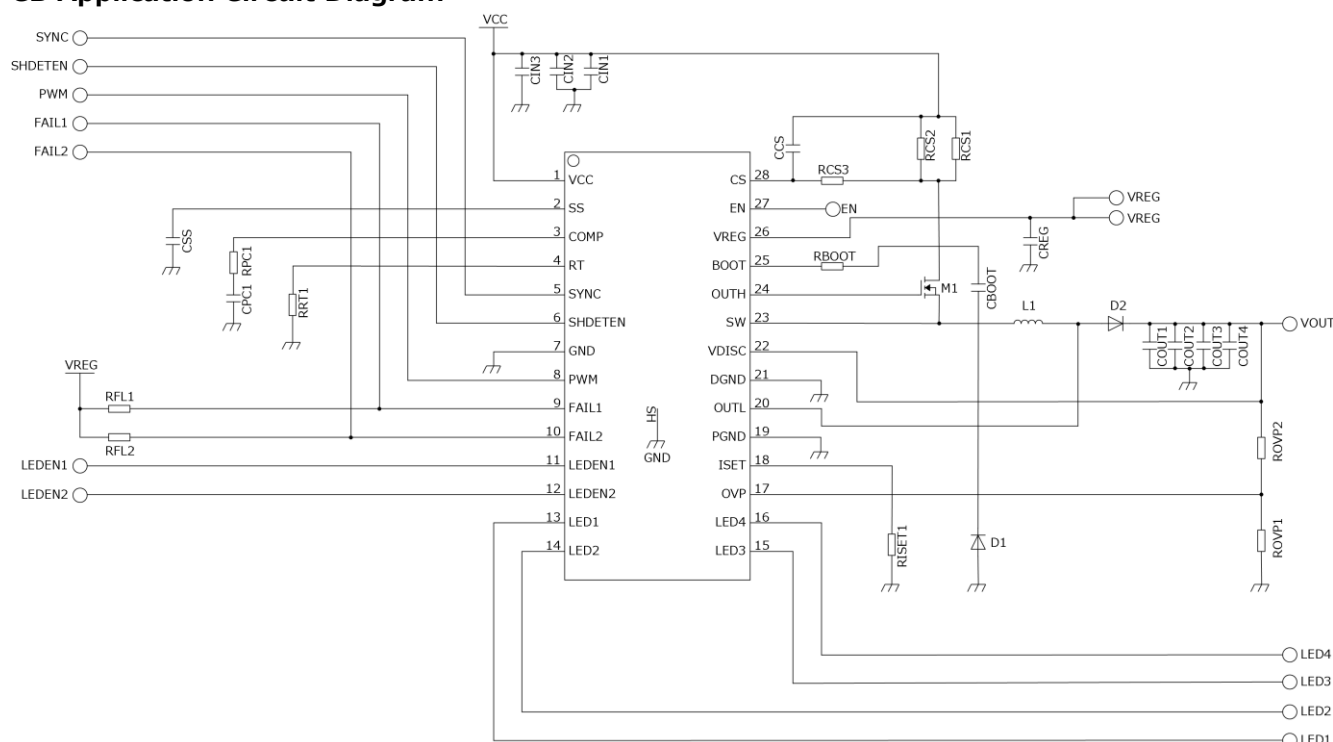 VCC
SYNC
SHDETEN
PWM
FAIL1
FAIL2
CIN3
CIN2
CIN1
CCS
RCS2
RCS1
RCS3
1 VCC
2 SS
3 COMP
4 RT
5 SYNC
6 SHDETEN
7 GND
8 PWM
9 FAIL1
10 FAIL2
11 LEDEN1
12 LEDEN2
13 LED1
14 LED2
CS 28
EN 27
VREG 26
BOOT 25
OUTH 24
SW 23
VDISC 22
DGND 21
OUTL 20
PGND 19
ISET 18
OVP 17
LED4 16
LED3 15
HS
GND
CSS
RPC1
CPC1
RRT1
VREG
RFL1
RFL2
LEDEN1
LEDEN2
EN
VREG
VREG
CREG
RBOOT
CBOOT
M1
L1
D2
VOUT
COUT1
COUT2
COUT3
COUT4
ROVP2
ROVP1
RISET1
D1
LED4
LED3
LED2
LED1